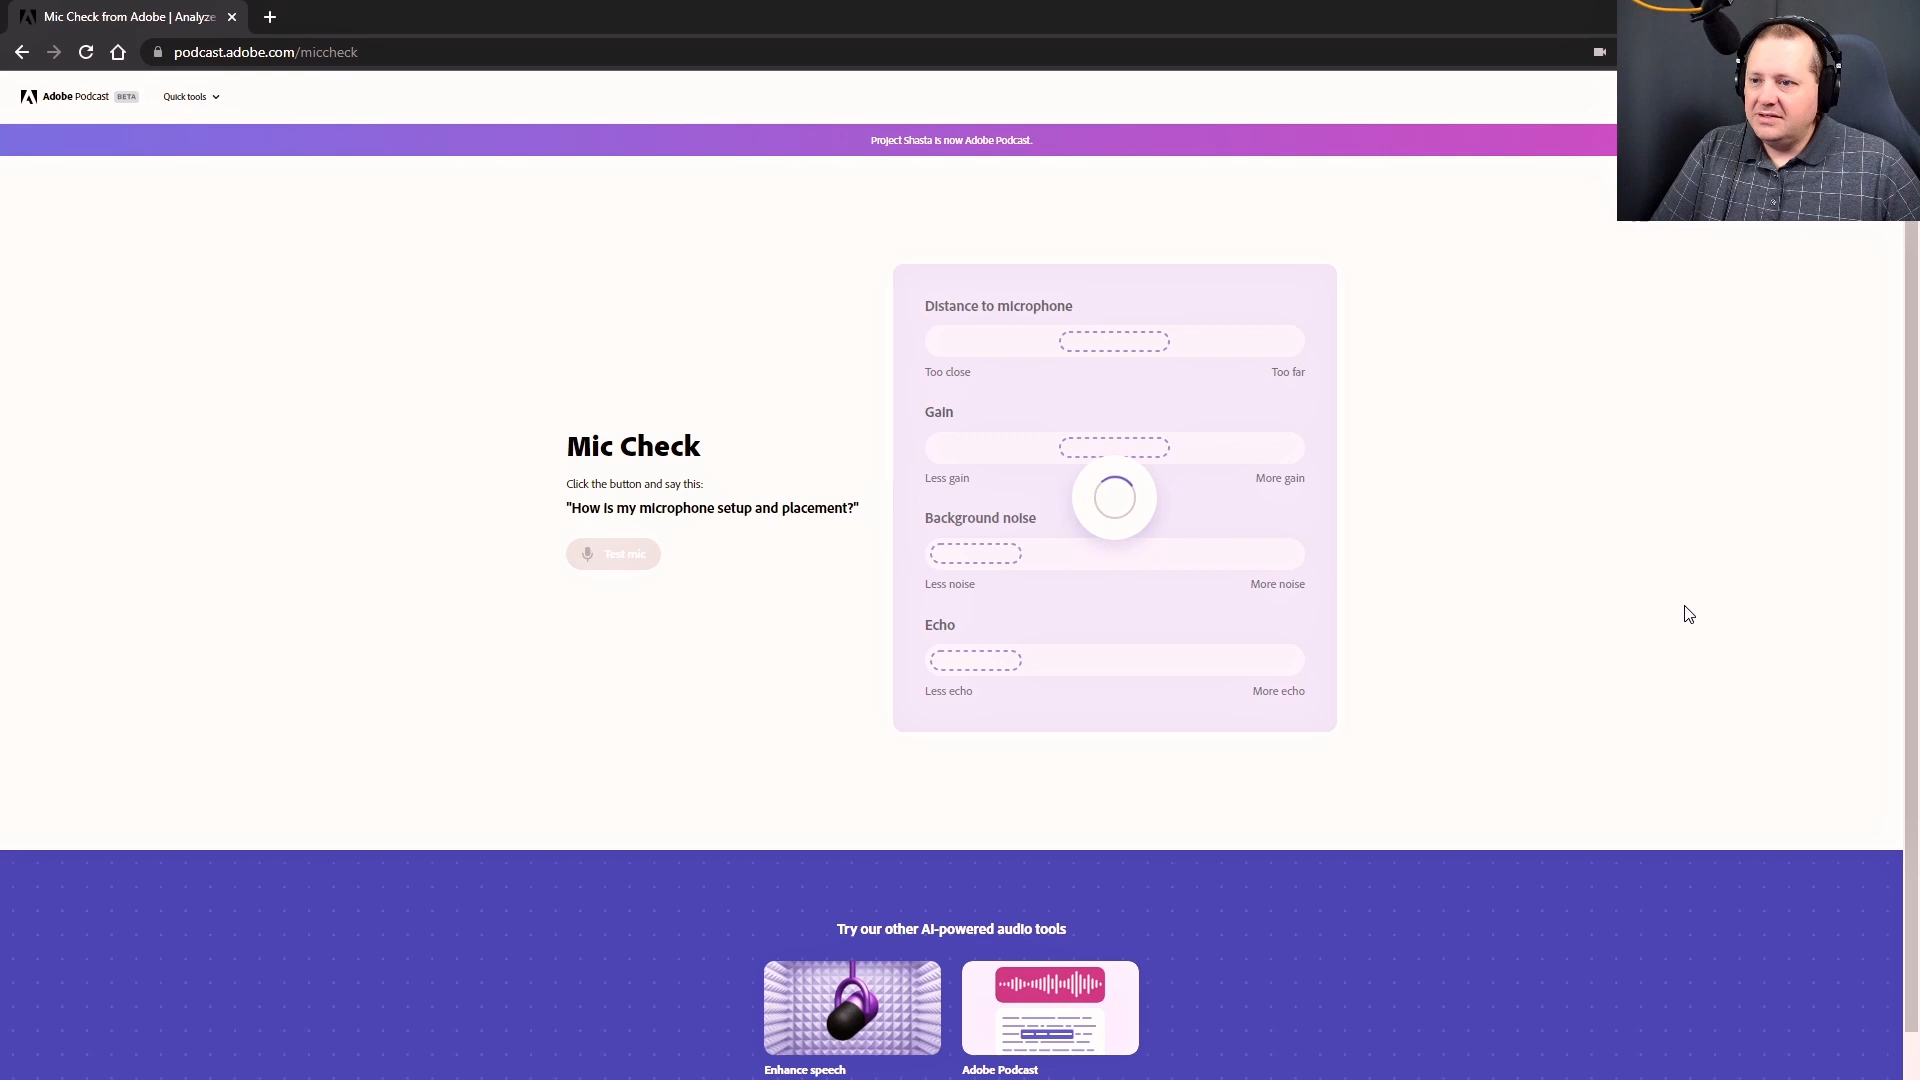 Mic Check from Adobe | Analyze
podcast.adobe.com/miccheck
Adobe Podcast BETA
Quick tools
Project Shasta is now Adobe Podcast.
Mic Check
Click the button and say this:
"How is my microphone setup and placement?"
Test mic
Distance to microphone
Too close Too far
Gain
Less gain More gain
Background noise
Less noise More noise
Echo
Less echo More echo
Try our other AI-powered audio tools
Enhance speech Adobe Podcast